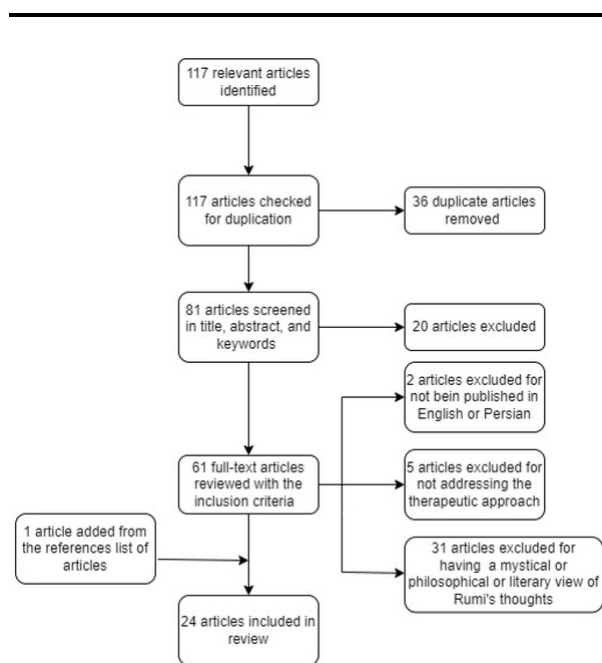 117 relevant articles
identified
117 articles checked
for duplication
36 duplicate articles
removed
81 articles screened
in title, abstract, and
keywords
20 articles excluded
2 articles excluded for
not bein published in
English or Persian
61 full-text articles
reviewed with the
inclusion criteria
5 articles excluded for
not addressing the
therapeutic approach
1 article added from
the references list of
articles
31 articles excluded for
having a mystical or
philosophical or literary view of
Rumi's thoughts
24 articles included in
review